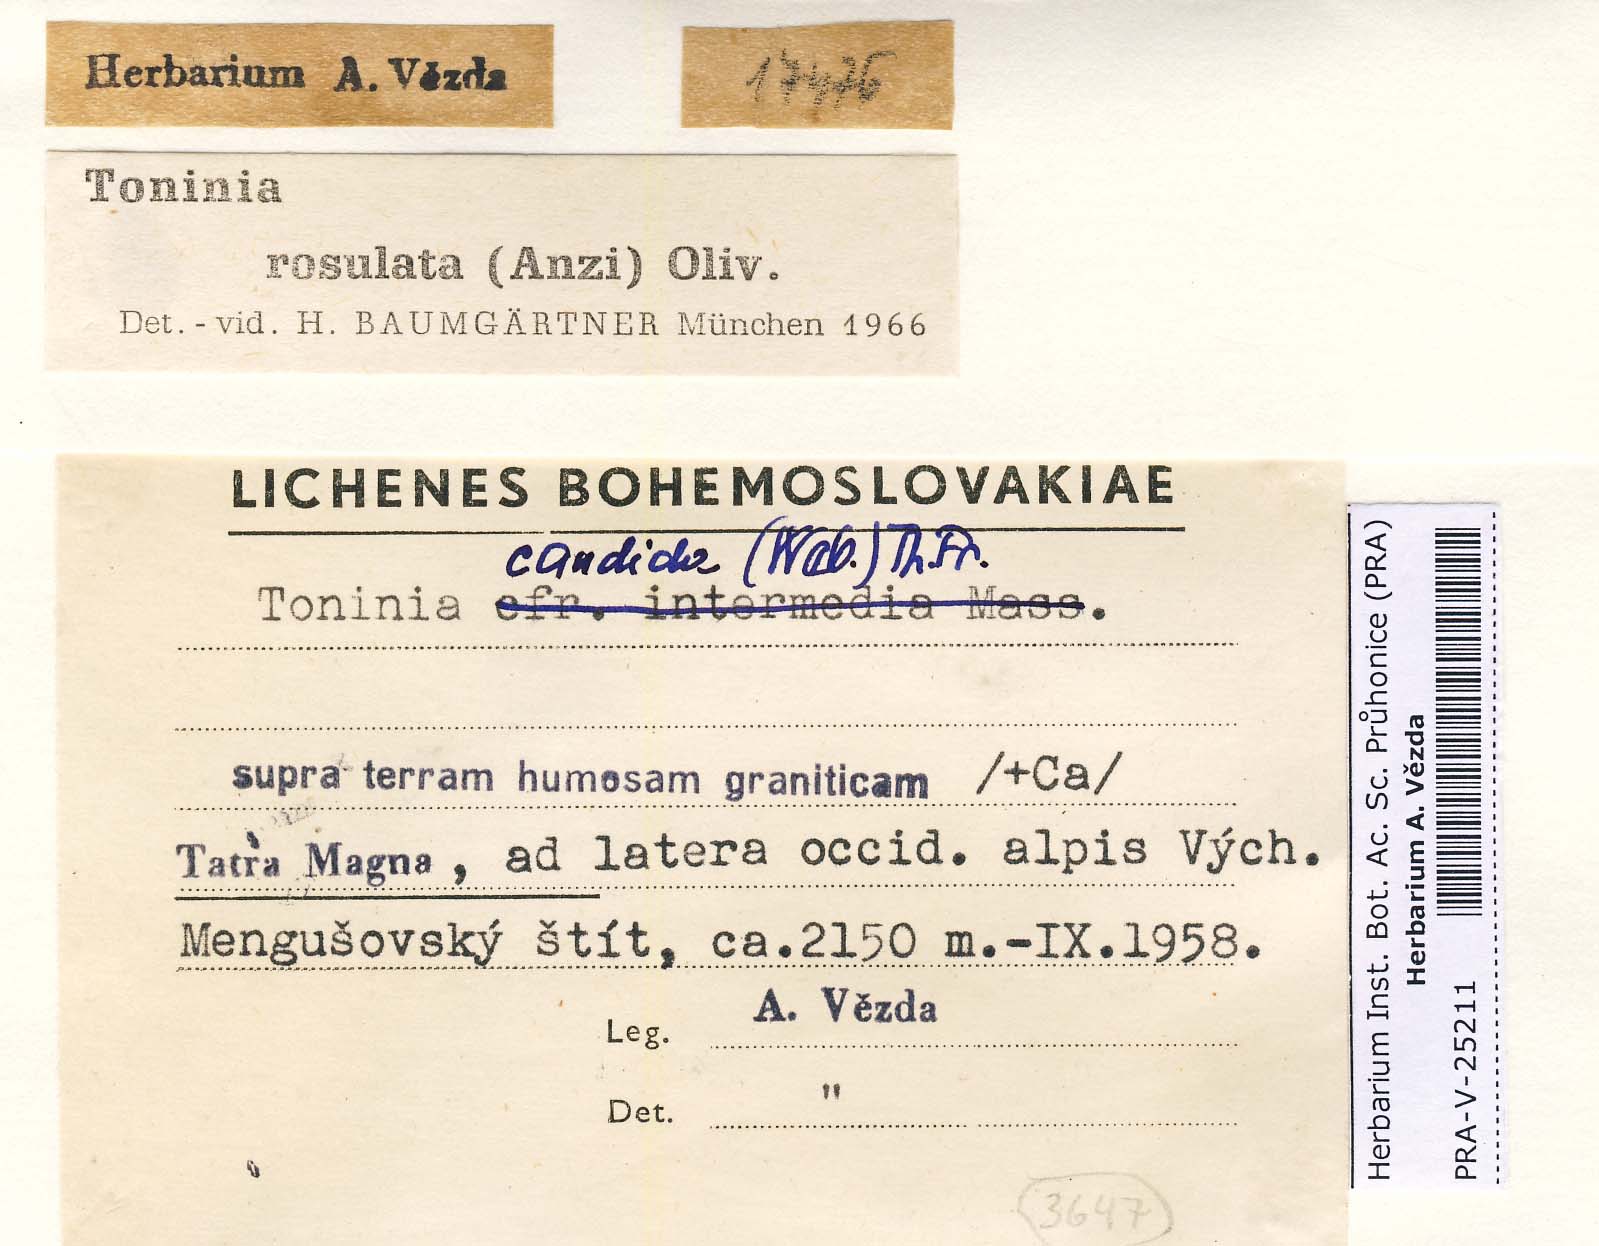 Herbarium A. Vězda
17476
Toninia
rosulata (Anzi) Oliv.
Det. - vid. H. BAUMGÄRTNER München 1966
LICHENES BOHEMOSLOVAKIAE
candida (Web.) Th.Fr.
Toninia cfr. intermedia Mass.
supra terram humosam graniticam /+Ca/
Tatra Magna, ad latera occid. alpis Vých.
Mengušovský štít, ca.2150 m.-IX.1958.
Leg. A. Vězda
Det. "
3647
Herbarium Inst. Bot. Ac. Sc. Průhonice (PRA)
Herbarium A. Vězda
PRA-V-25211